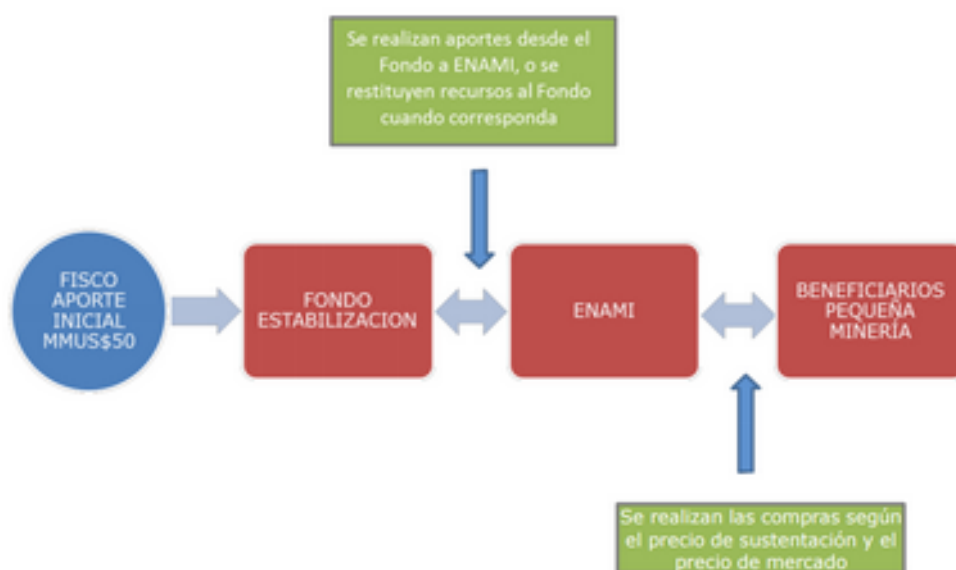 Se realizan aportes desde el
Fondo a ENAMI, o se
restituyen recursos al Fondo
cuando corresponda
FISCO
APORTE
INICIAL
MMUS$50
FONDO
ESTABILIZACION
ENAMI
BENEFICIARIOS
PEQUEÑA
MINERÍA
Se realizan las compras según
el precio de sustentación y el
precio de mercado